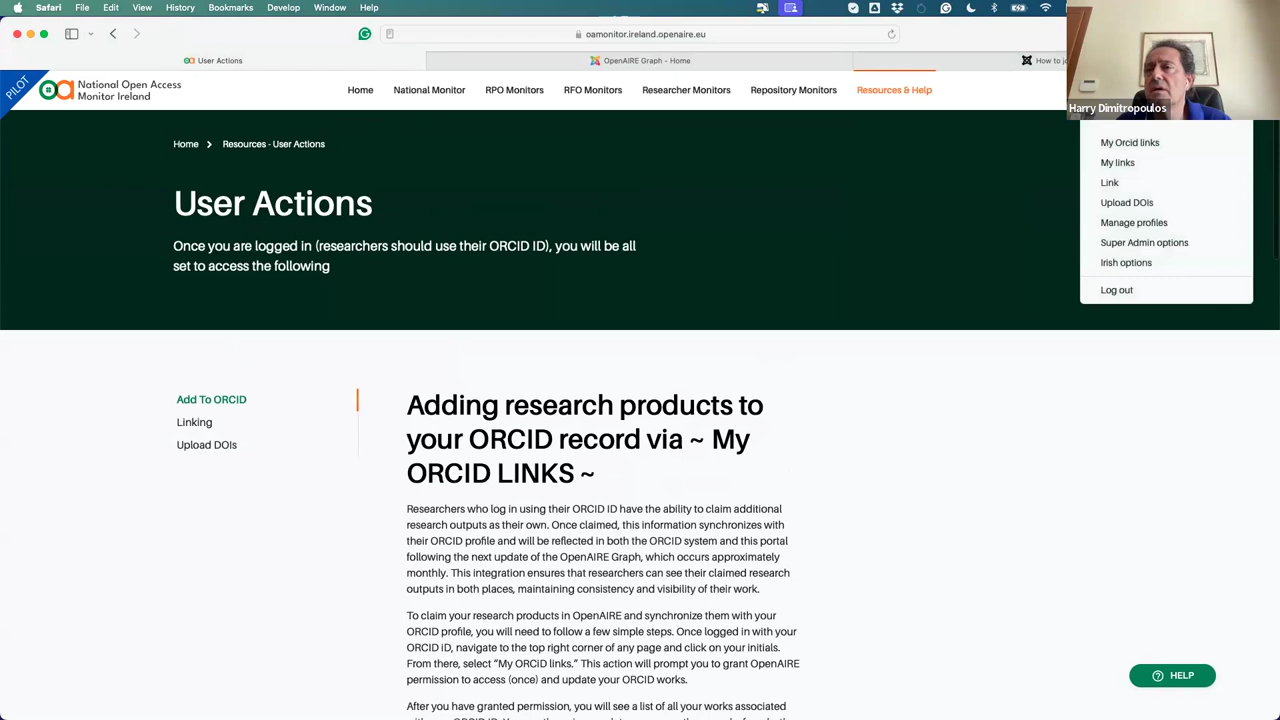 Safari File Edit View History Bookmarks Develop Window Help
oamonitor.ireland.openaire.eu
User Actions
OpenAIRE Graph - Home
How to jo
PILOT
National Open Access
Monitor Ireland
Home
National Monitor
RPO Monitors
RFO Monitors
Researcher Monitors
Repository Monitors
Resources & Help
Harry Dimitropoulos
Home
Resources - User Actions
My Orcid links
My links
Link
Upload DOIs
Manage profiles
Super Admin options
Irish options
Log out
User Actions
Once you are logged in (researchers should use their ORCID ID), you will be all
set to access the following
Add To ORCID
Linking
Upload DOIs
Adding research products to
your ORCID record via ~ My
ORCID LINKS ~
Researchers who log in using their ORCID ID have the ability to claim additional
research outputs as their own. Once claimed, this information synchronizes with
their ORCID profile and will be reflected in both the ORCID system and this portal
following the next update of the OpenAIRE Graph, which occurs approximately
monthly. This integration ensures that researchers can see their claimed research
outputs in both places, maintaining consistency and visibility of their work.
To claim your research products in OpenAIRE and synchronize them with your
ORCID profile, you will need to follow a few simple steps. Once logged in with your
ORCID iD, navigate to the top right corner of any page and click on your initials.
From there, select “My ORCiD links.” This action will prompt you to grant OpenAIRE
permission to access (once) and update your ORCID works.
After you have granted permission, you will see a list of all your works associated
HELP